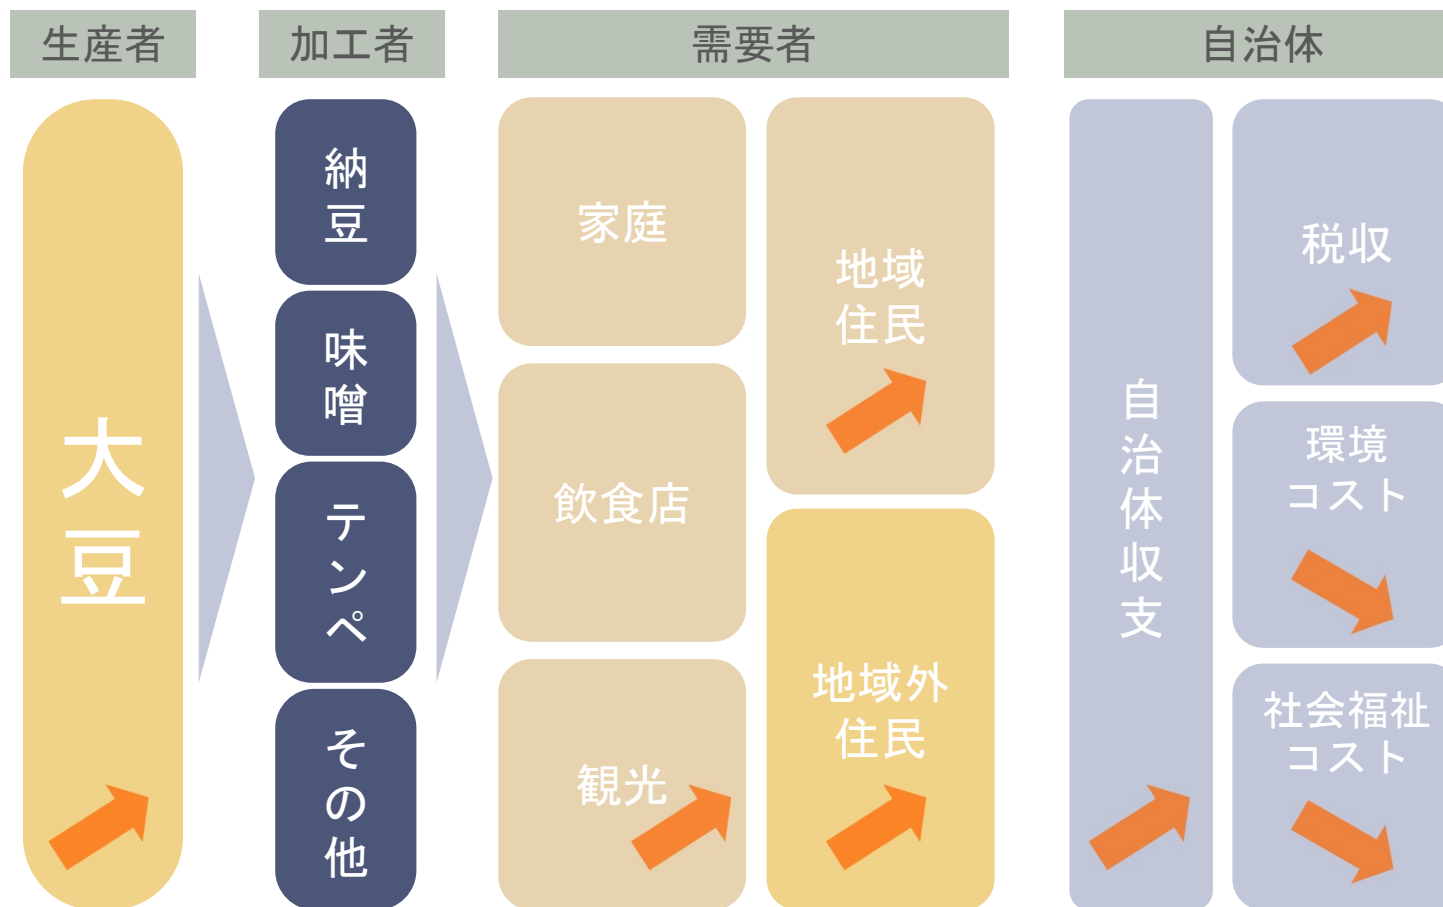 生産者
加工者
需要者
自治体
大豆
納豆
味噌
テンペ
その他
家庭
飲食店
観光
地域
住民
地域外
住民
自治体収支
税収
環境
コスト
社会福祉
コスト